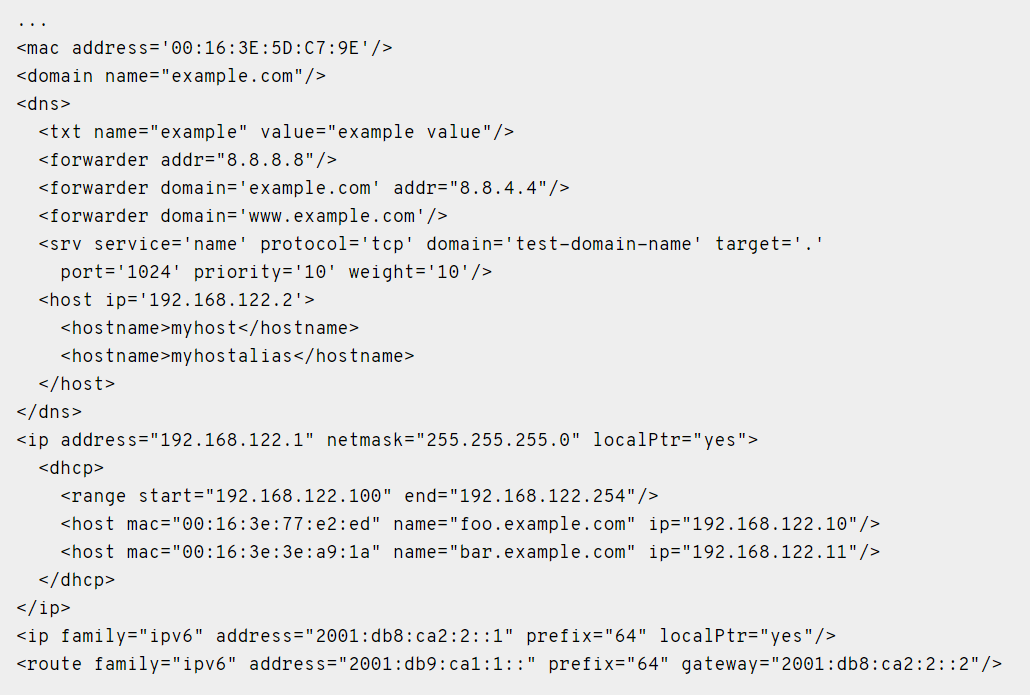 ...
<mac address='00:16:3E:5D:C7:9E'/>
<domain name="example.com"/>
<dns>
  <txt name="example" value="example value"/>
  <forwarder addr="8.8.8.8"/>
  <forwarder domain='example.com' addr="8.8.4.4"/>
  <forwarder domain='www.example.com'/>
  <srv service='name' protocol='tcp' domain='test-domain-name' target='.'
    port='1024' priority='10' weight='10'/>
  <host ip='192.168.122.2'>
    <hostname>myhost</hostname>
    <hostname>myhostalias</hostname>
  </host>
</dns>
<ip address="192.168.122.1" netmask="255.255.255.0" localPtr="yes">
  <dhcp>
    <range start="192.168.122.100" end="192.168.122.254"/>
    <host mac="00:16:3e:77:e2:ed" name="foo.example.com" ip="192.168.122.10"/>
    <host mac="00:16:3e:3e:a9:1a" name="bar.example.com" ip="192.168.122.11"/>
  </dhcp>
</ip>
<ip family="ipv6" address="2001:db8:ca2:2::1" prefix="64" localPtr="yes"/>
<route family="ipv6" address="2001:db9:ca1:1::" prefix="64" gateway="2001:db8:ca2:2::2"/>